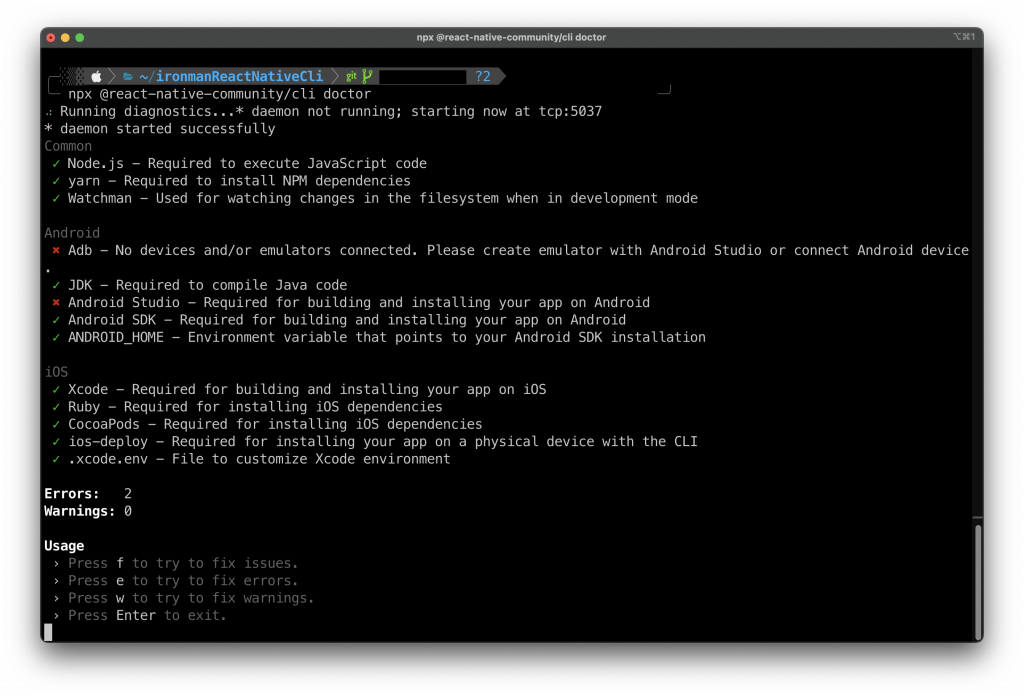 npx @react-native-community/cli doctor
⌥⌘1
~/ironmanReactNativeCli git ?2
npx @react-native-community/cli doctor
Running diagnostics...* daemon not running; starting now at tcp:5037
* daemon started successfully
Common
✓ Node.js – Required to execute JavaScript code
✓ yarn – Required to install NPM dependencies
✓ Watchman – Used for watching changes in the filesystem when in development mode
Android
✖ Adb – No devices and/or emulators connected. Please create emulator with Android Studio or connect Android device
.
✓ JDK – Required to compile Java code
✖ Android Studio – Required for building and installing your app on Android
✓ Android SDK – Required for building and installing your app on Android
✓ ANDROID_HOME – Environment variable that points to your Android SDK installation
iOS
✓ Xcode – Required for building and installing your app on iOS
✓ Ruby – Required for installing iOS dependencies
✓ CocoaPods – Required for installing iOS dependencies
✓ ios-deploy – Required for installing your app on a physical device with the CLI
✓ .xcode.env – File to customize Xcode environment
Errors: 2
Warnings: 0
Usage
› Press f to try to fix issues.
› Press e to try to fix errors.
› Press w to try to fix warnings.
› Press Enter to exit.